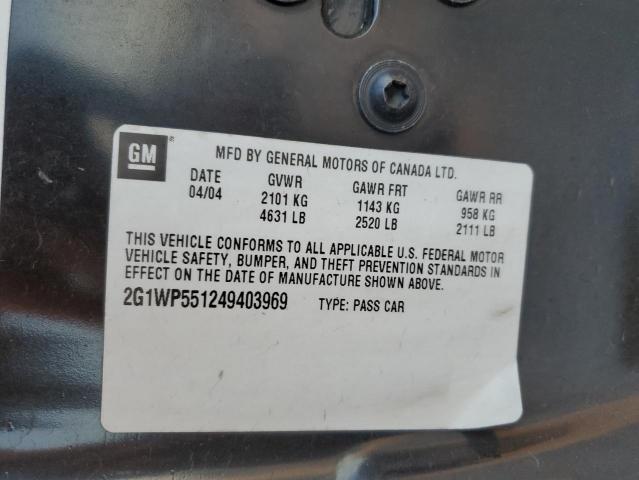 GM®
MFD BY GENERAL MOTORS OF CANADA LTD.
DATE GVWR GAWR FRT GAWR RR
04/04 2101 KG 1143 KG 958 KG
4631 LB 2520 LB 2111 LB
THIS VEHICLE CONFORMS TO ALL APPLICABLE U.S. FEDERAL MOTOR
VEHICLE SAFETY, BUMPER, AND THEFT PREVENTION STANDARDS IN
EFFECT ON THE DATE OF MANUFACTURE SHOWN ABOVE.
2G1WP551249403969 TYPE: PASS CAR